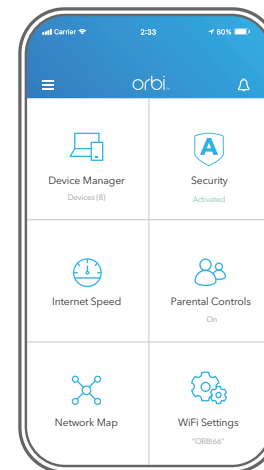 Carrier 2:33 80%
orbi
A
Device Manager Security
Devices (8) Activated
Internet Speed Parental Controls
On
Network Map WiFi Settings
"ORBI66"